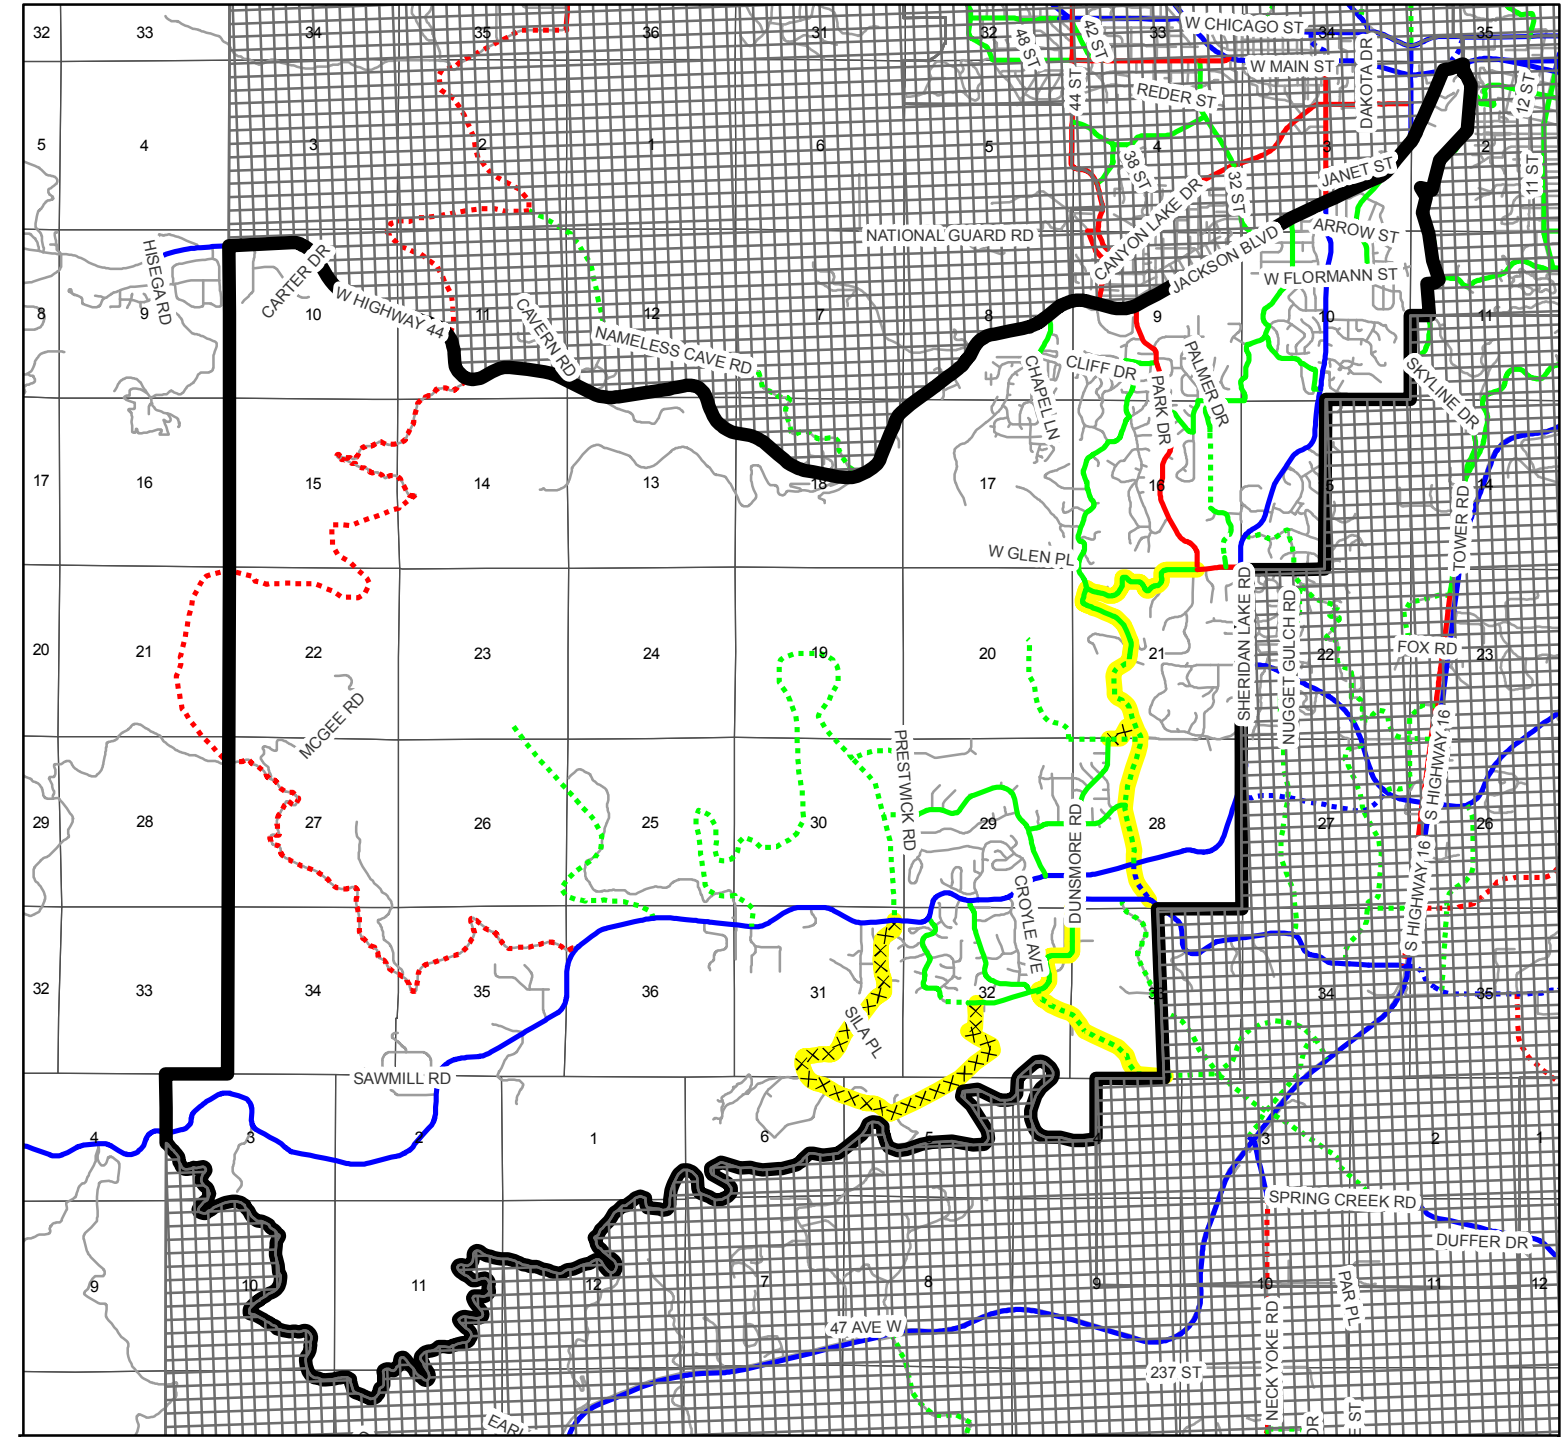 32 33 34 35 36 31 32 33 34 35
W CHICAGO ST
42 ST
48 ST
W MAIN ST
DAKOTA DR
44 ST
REDER ST
12 ST
5 4 3 2 1 6 5 4 3 2
38 ST
JANET ST
11 ST
32 ST
CANYON LAKE DR
NATIONAL GUARD RD
ARROW ST
JACKSON BLVD
HISEGA RD
CARTER DR
W FLORMANN ST
W HIGHWAY 44
8 9 10 11 12 7 8 9 10 11
CAVERN RD
NAMELESS CAVE RD
CHAPEL LN
CLIFF DR
PARK DR
PALMER DR
SKYLINE DR
17 16 15 14 13 18 17 16 5 14
TOWER RD
W GLEN PL
SHERIDAN LAKE RD
NUGGET GULCH RD
FOX RD
20 21 22 23 24 19 20 21 22 23
MCGEE RD
PRESTWICK RD
S HIGHWAY 16
29 28 27 26 25 30 29 28 27 26
DUNSMORE RD
CROYLE AVE
S HIGHWAY 16
32 33 34 35 36 31 32 33 34 35
SILA PL
SAWMILL RD
4 3 2 1 6 5 4 3 2 1
SPRING CREEK RD
DUFFER DR
9 10 11 12 7 8 9 10 11 12
PAR PL
47 AVE W
NECK YOKE RD
237 ST
EARL
DR
E ST